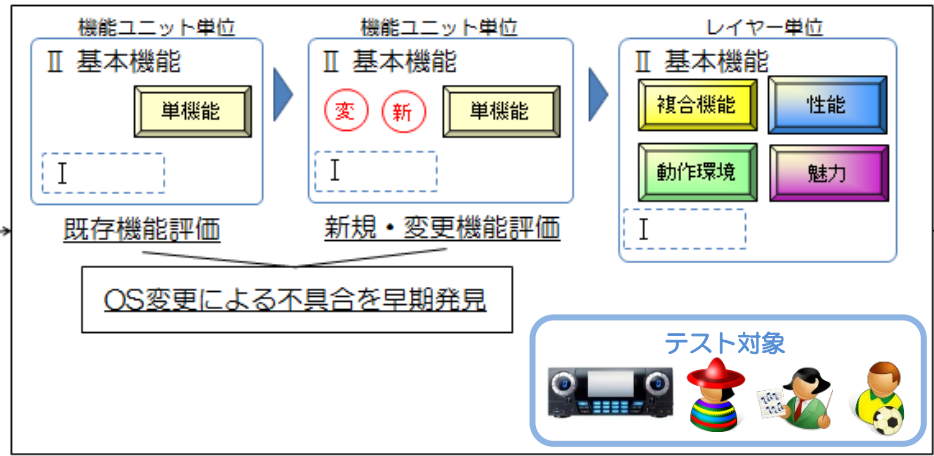 機能ユニット単位
Ⅱ 基本機能
単機能
Ⅰ
既存機能評価
機能ユニット単位
Ⅱ 基本機能
変 新 単機能
Ⅰ
新規・変更機能評価
レイヤー単位
Ⅱ 基本機能
複合機能 性能
動作環境 魅力
Ⅰ
OS変更による不具合を早期発見
テスト対象